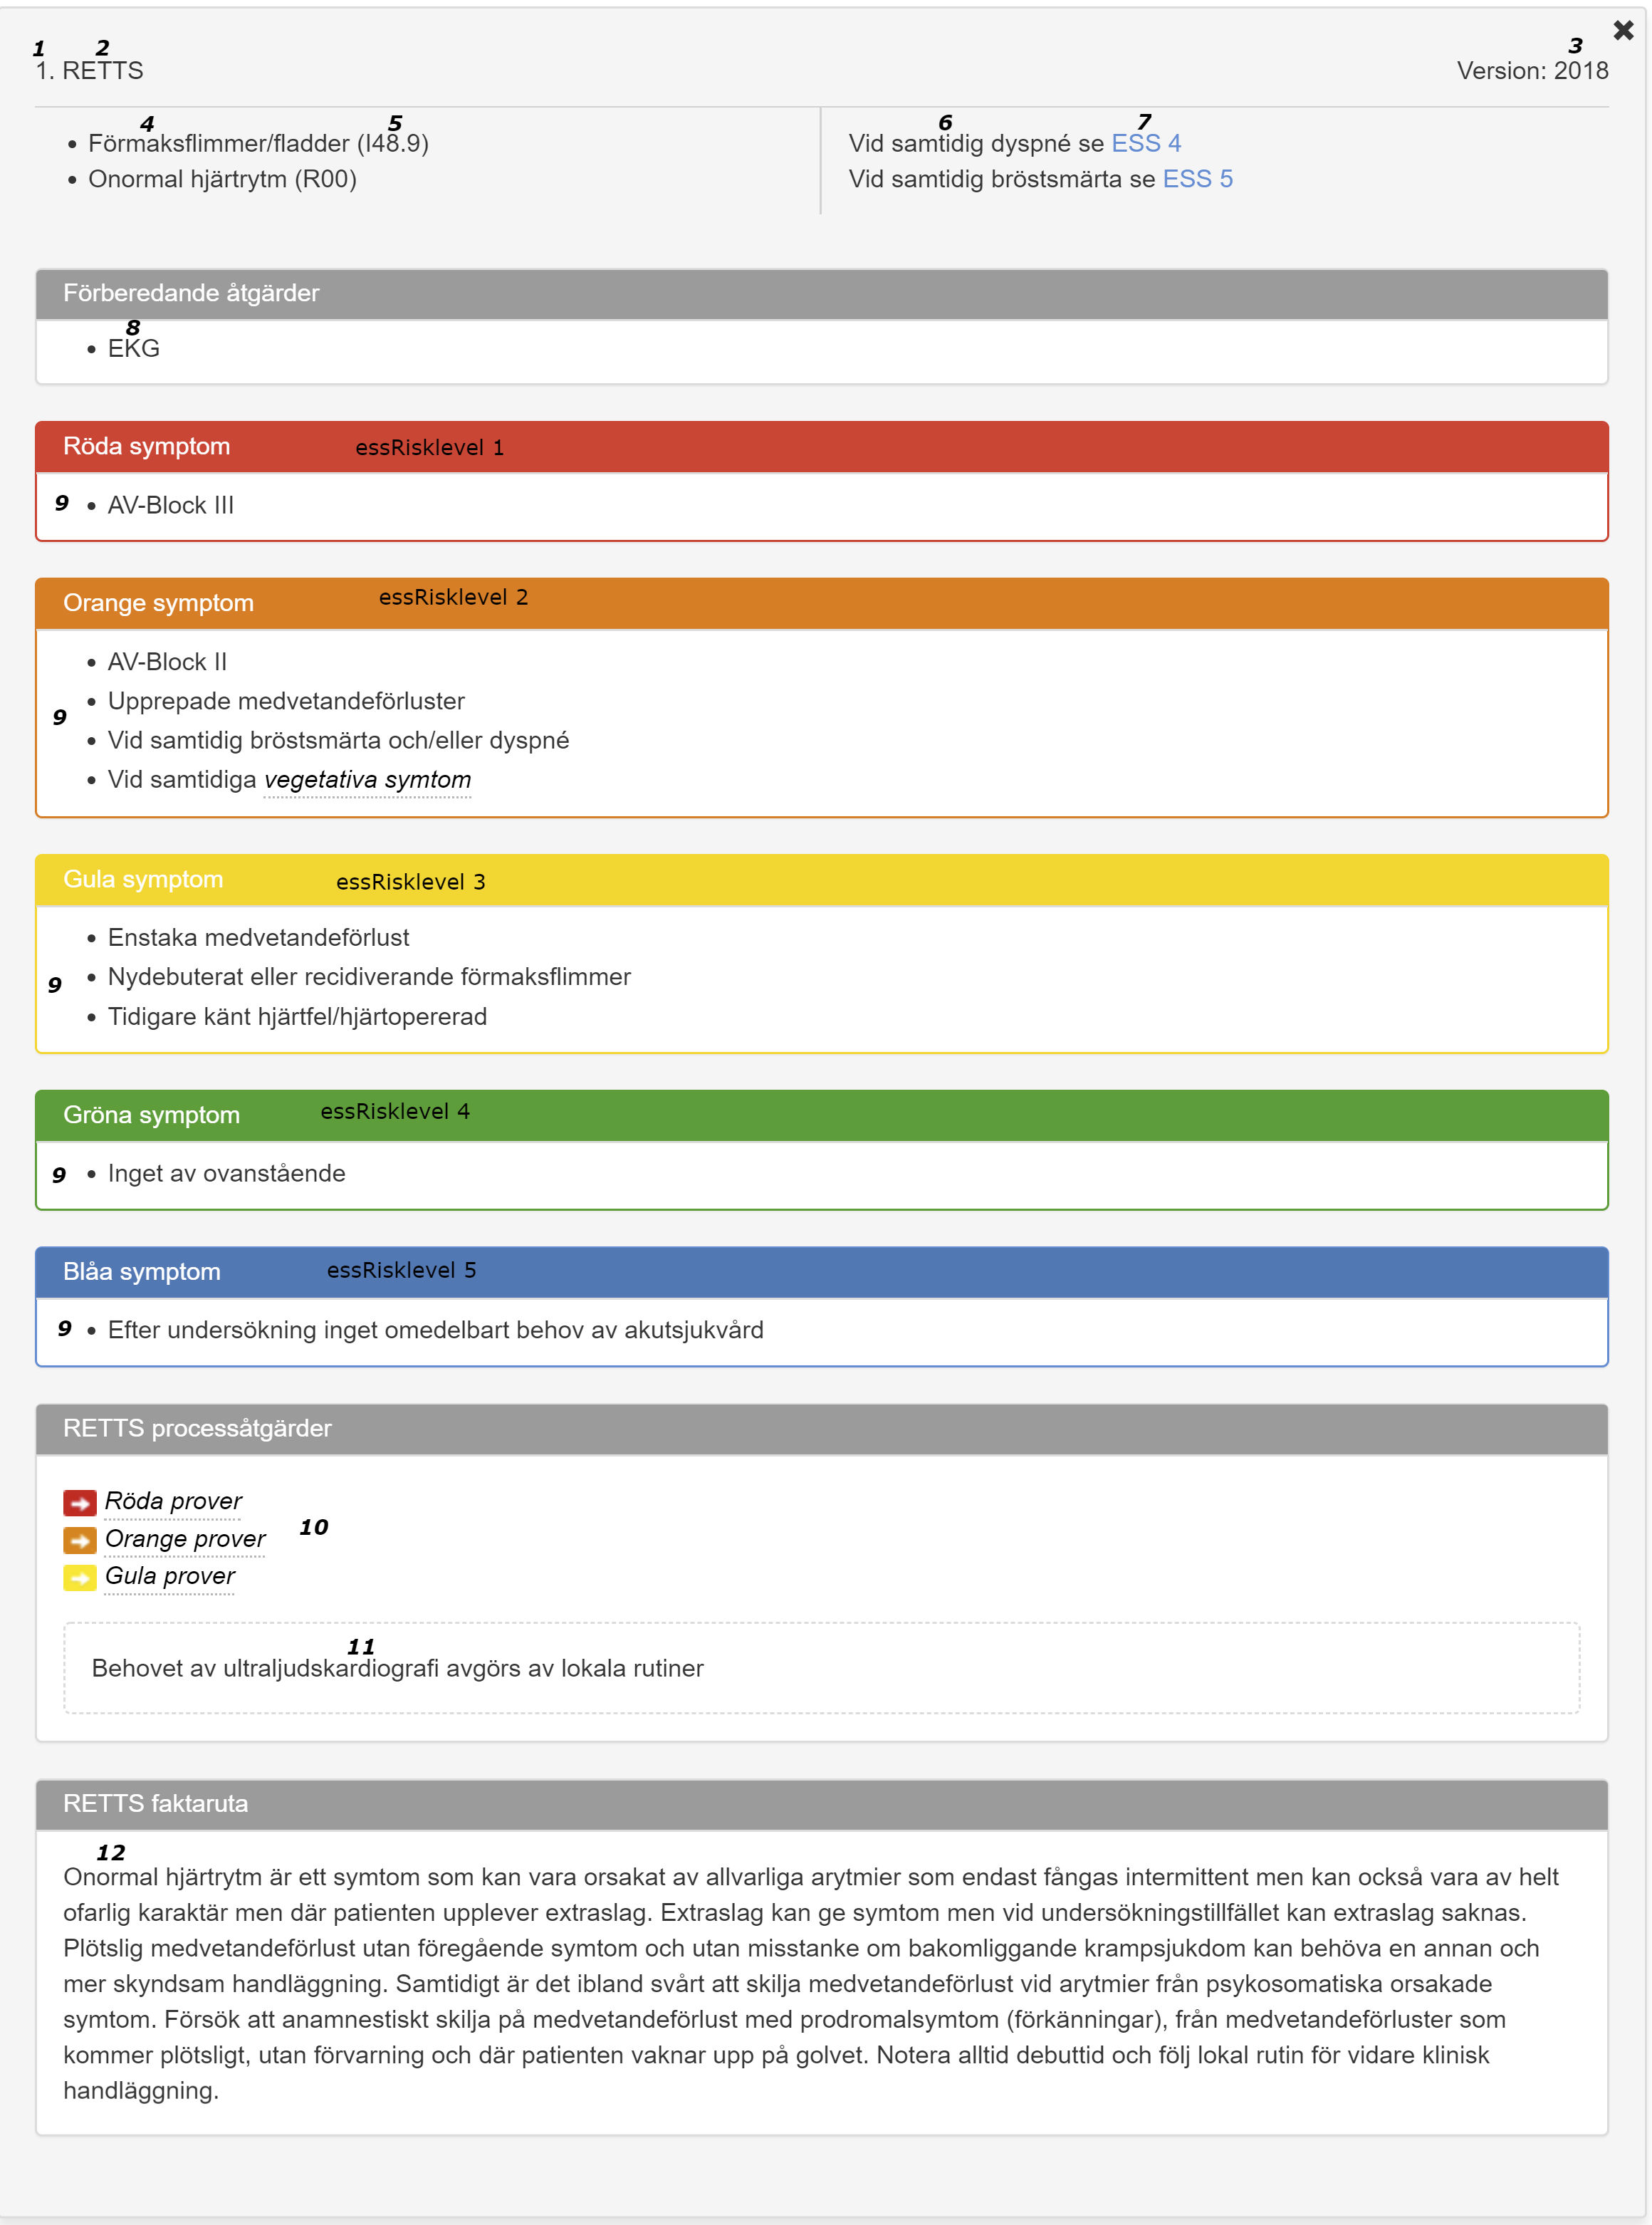 1 2 3 ✖
1. RETTS Version: 2018
4 5 6 7
• Förmaksflimmer/fladder (I48.9) Vid samtidig dyspné se ESS 4
• Onormal hjärtrytm (R00) Vid samtidig bröstsmärta se ESS 5
Förberedande åtgärder
8
• EKG
Röda symptom essRisklevel 1
9 • AV-Block III
Orange symptom essRisklevel 2
• AV-Block II
• Upprepade medvetandeförluster
9
• Vid samtidig bröstsmärta och/eller dyspné
• Vid samtidiga vegetativa symtom
Gula symptom essRisklevel 3
• Enstaka medvetandeförlust
9 • Nydebuterat eller recidiverande förmaksflimmer
• Tidigare känt hjärtfel/hjärtopererad
Gröna symptom essRisklevel 4
9 • Inget av ovanstående
Blåa symptom essRisklevel 5
9 • Efter undersökning inget omedelbart behov av akutsjukvård
RETTS processåtgärder
Röda prover
10
Orange prover
Gula prover
11
Behovet av ultraljudskardiografi avgörs av lokala rutiner
RETTS faktaruta
12
Onormal hjärtrytm är ett symtom som kan vara orsakat av allvarliga arytmier som endast fångas intermittent men kan också vara av helt
ofarlig karaktär men där patienten upplever extraslag. Extraslag kan ge symtom men vid undersökningstillfället kan extraslag saknas.
Plötslig medvetandeförlust utan föregående symtom och utan misstanke om bakomliggande krampsjukdom kan behöva en annan och
mer skyndsam handläggning. Samtidigt är det ibland svårt att skilja medvetandeförlust vid arytmier från psykosomatiska orsakade
symtom. Försök att anamnestiskt skilja på medvetandeförlust med prodromalsymtom (förkänningar), från medvetandeförluster som
kommer plötsligt, utan förvarning och där patienten vaknar upp på golvet. Notera alltid debuttid och följ lokal rutin för vidare klinisk
handläggning.